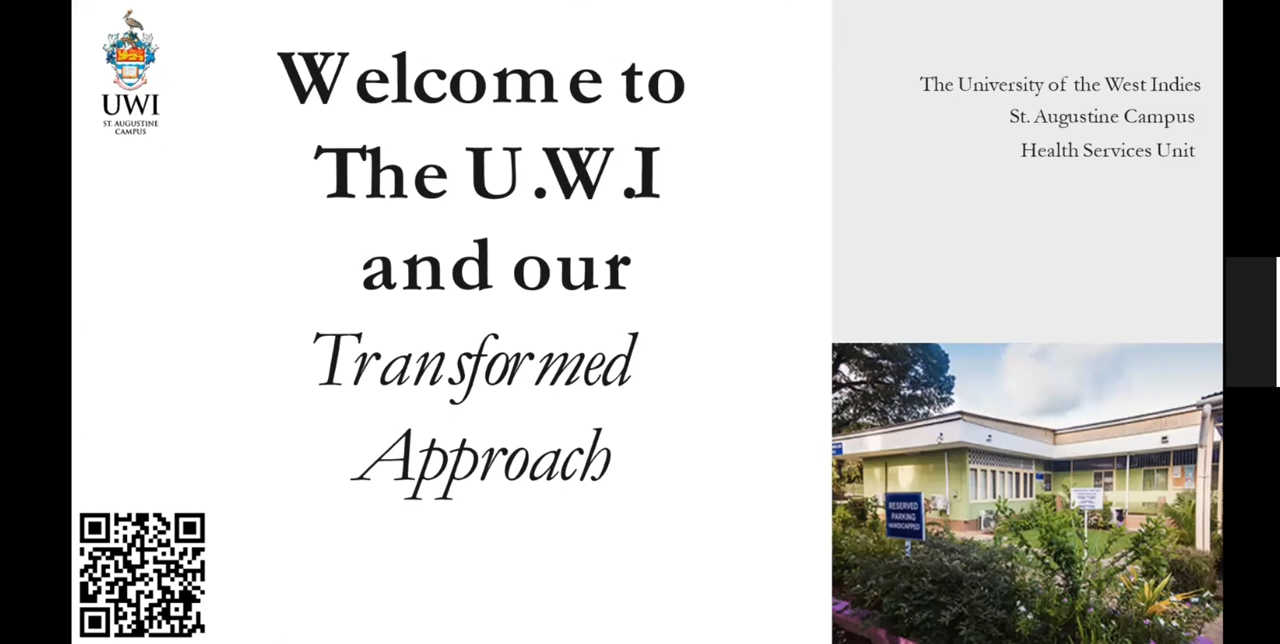 UWI
ST. AUGUSTINE
CAMPUS
Welcome to
The U.W.I
and our
Transformed
Approach
The University of the West Indies
St. Augustine Campus
Health Services Unit
RESERVED
PARKING
HANDICAPPED